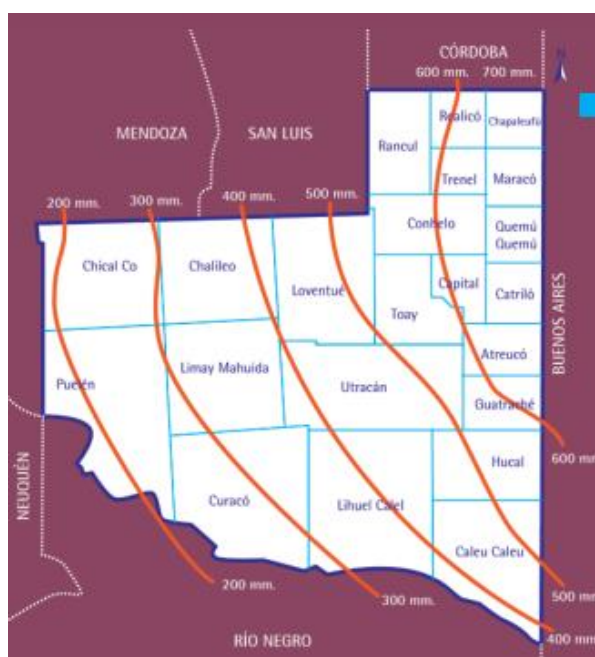 CÓRDOBA
600 mm. 700 mm.
Realicó
Chapaleufú
MENDOZA
SAN LUIS
Rancul
Trenel
Maracó
200 mm.
300 mm.
400 mm.
500 mm.
Conhelo
Quemú
Quemú
Chical Co
Chalileo
Loventué
Capital
Catriló
Toay
BUENOS AIRES
Atreucó
Limay Mahuida
Puelén
Utracán
Guatraché
600 mm.
Hucal
NEUQUÉN
Curacó
Lihuel Calel
Caleu Caleu
200 mm.
300 mm.
500 mm.
400 mm.
RÍO NEGRO